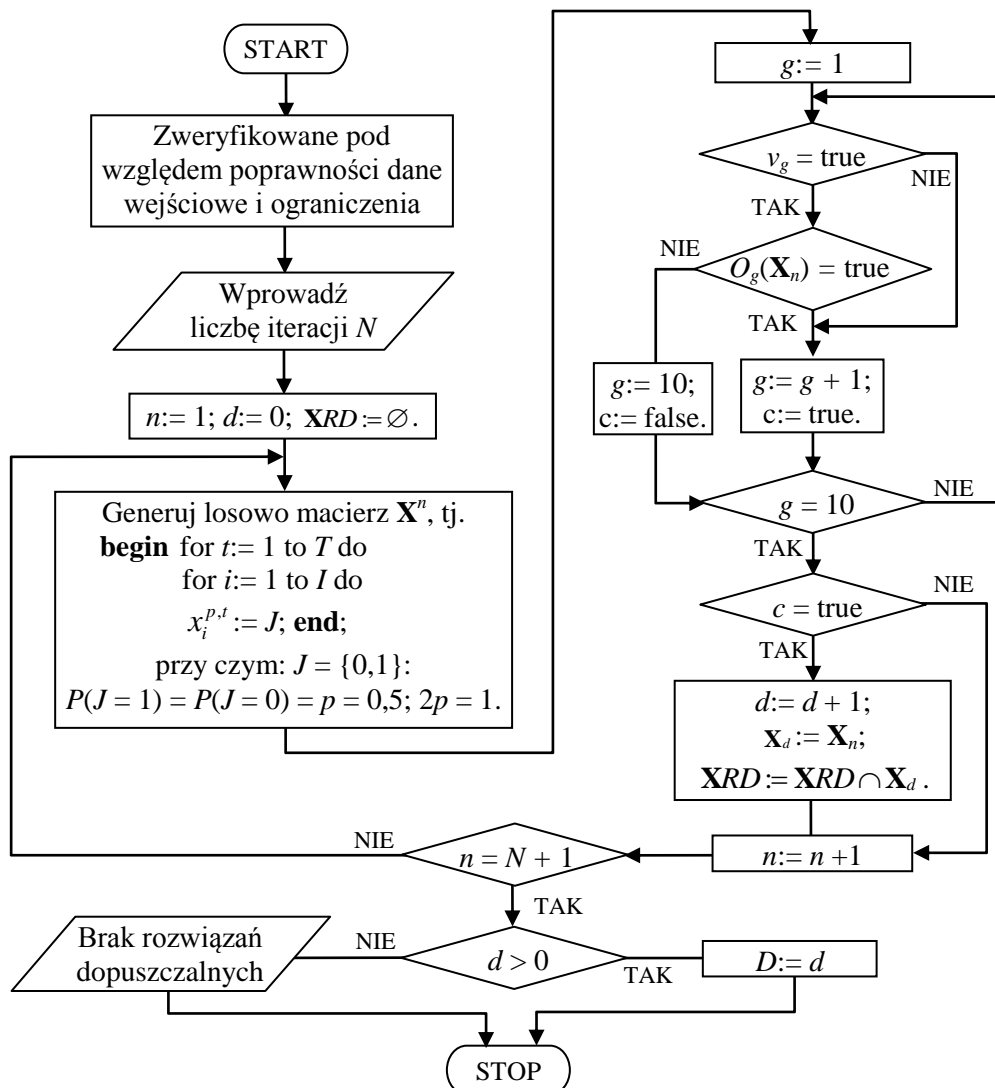 START
Zweryfikowane pod
względem poprawności dane
wejściowe i ograniczenia
Wprowadź
liczbę iteracji N
n:= 1; d:= 0; XRD := ∅.
Generuj losowo macierz Xⁿ, tj.
begin for t:= 1 to T do
for i:= 1 to I do
x_i^{p,t} := J; end;
przy czym: J = {0,1}:
P(J = 1) = P(J = 0) = p = 0,5; 2p = 1.
g:= 1
v_g = true
NIE
TAK
NIE
O_g(X_n) = true
TAK
g:= 10;
c:= false.
g:= g + 1;
c:= true.
g = 10
NIE
TAK
c = true
NIE
TAK
d:= d + 1;
X_d := X_n;
XRD := XRD ∩ X_d .
n:= n +1
NIE
n = N + 1
TAK
Brak rozwiązań
dopuszczalnych
NIE
d > 0
TAK
D:= d
STOP